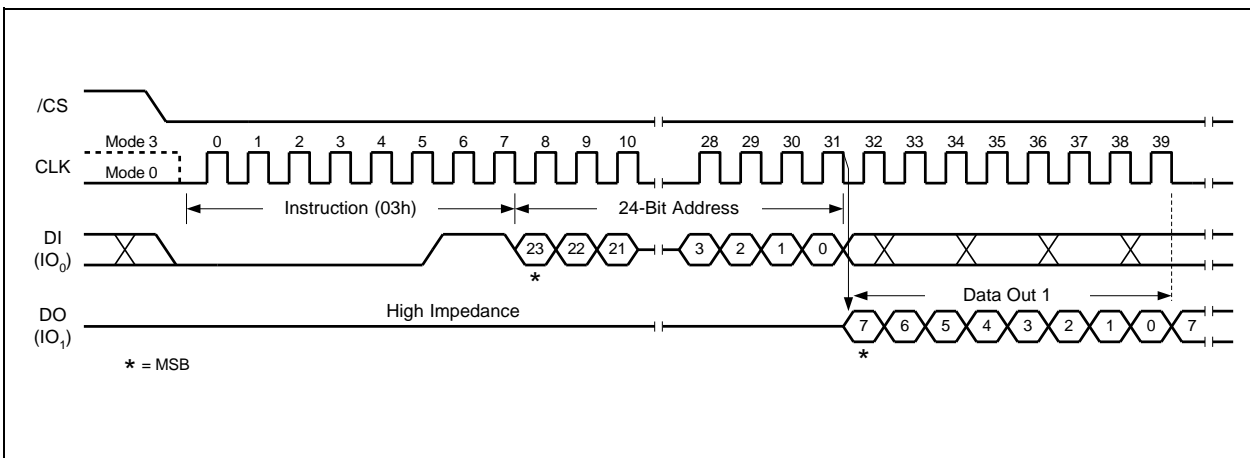 /CS
Mode 3 0 1 2 3 4 5 6 7 8 9 10 28 29 30 31 32 33 34 35 36 37 38 39
CLK
Mode 0
Instruction (03h) 24-Bit Address
DI
(IO0)
23 22 21 3 2 1 0
*
Data Out 1
High Impedance
DO
(IO1)
7 6 5 4 3 2 1 0 7
*
* = MSB